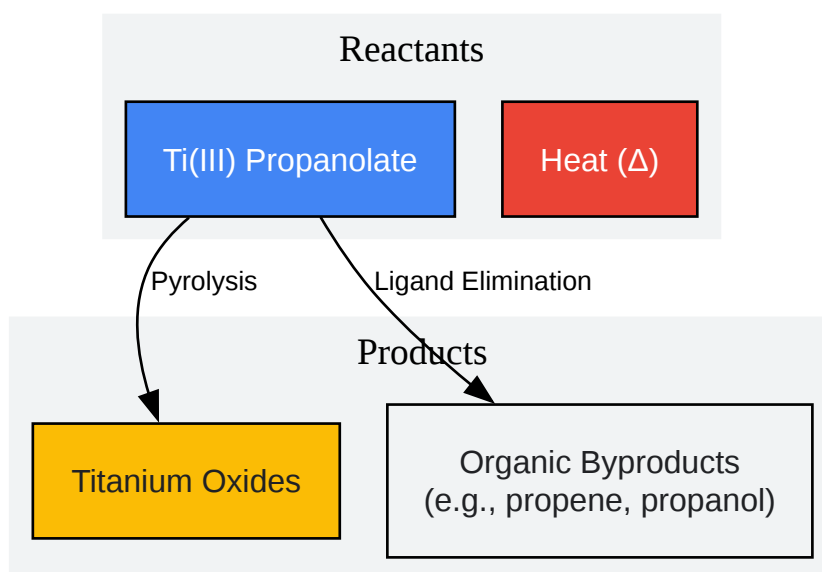 Reactants
Ti(III) Propanolate
Heat (Δ)
Pyrolysis
Ligand Elimination
Products
Titanium Oxides
Organic Byproducts
(e.g., propene, propanol)